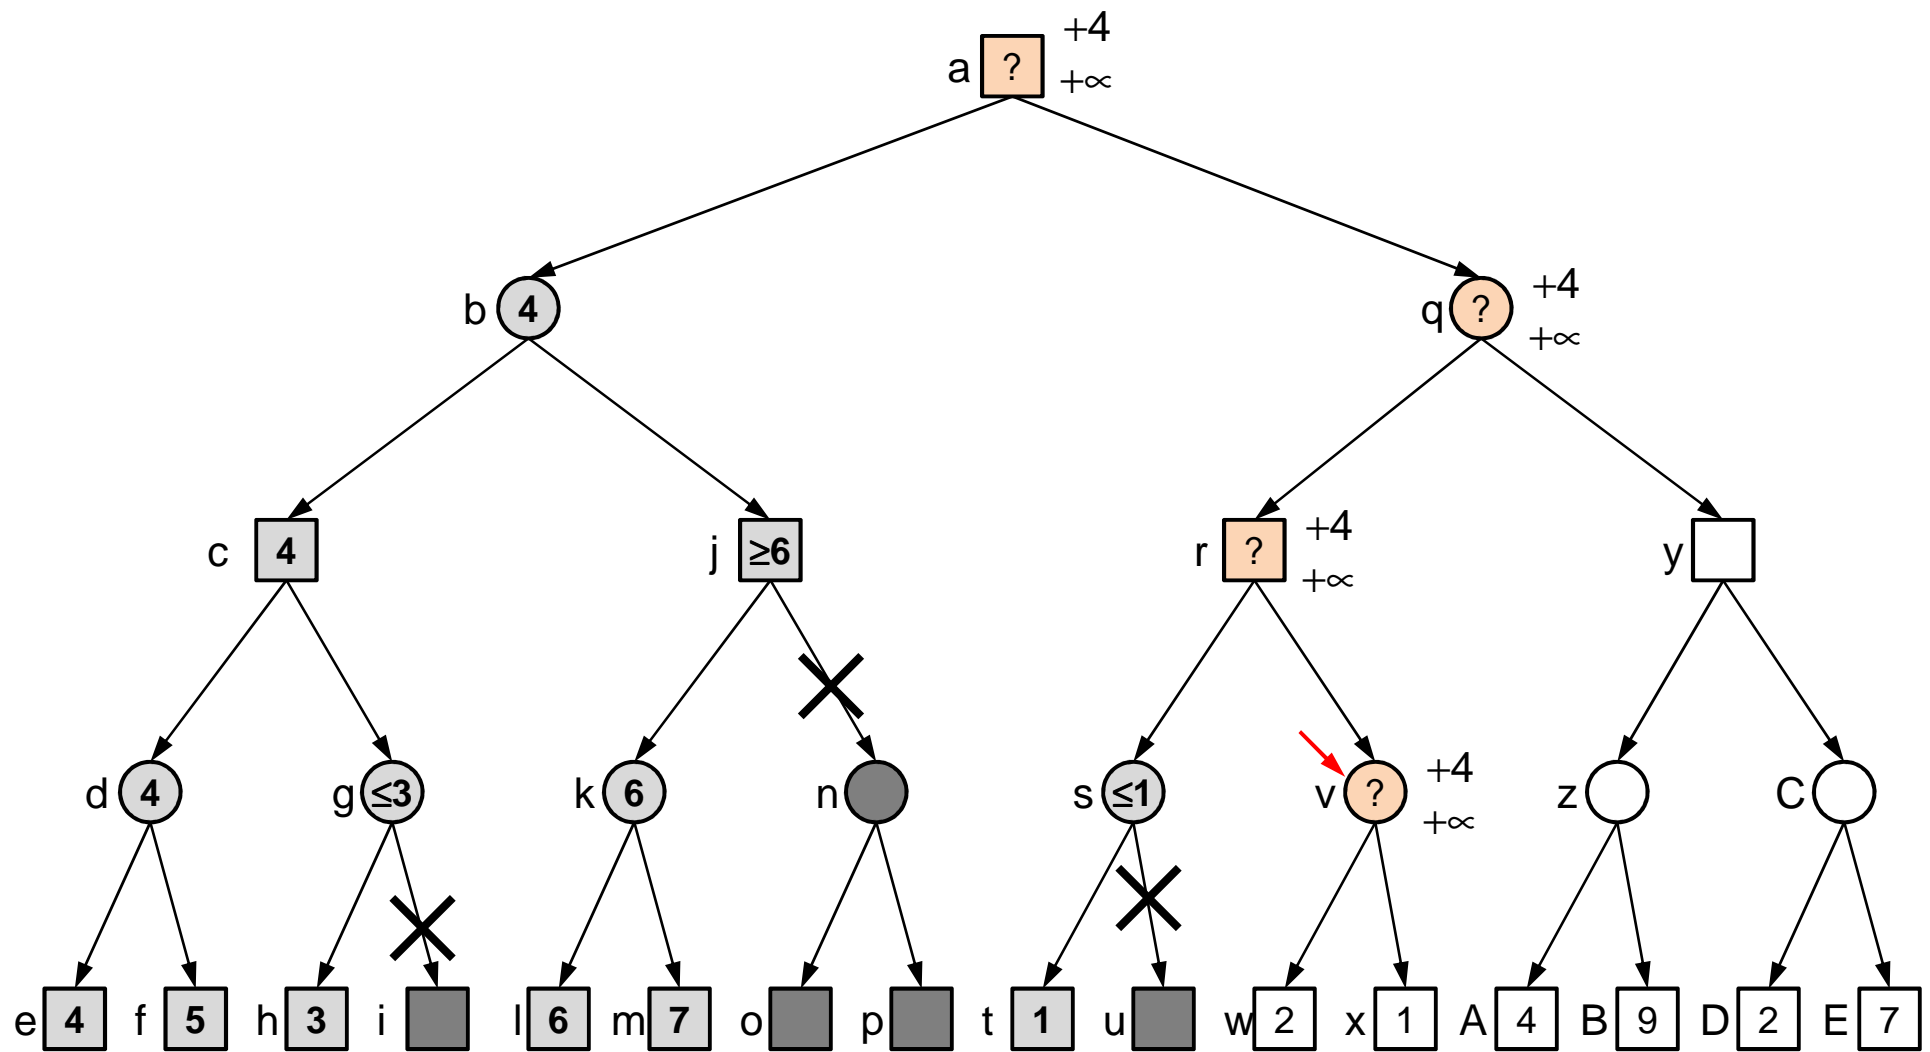 +4
a ? +∞
b 4 q ? +4
+∞
c 4 j ≥6 r ? +4 y
+∞
d 4 g ≤3 k 6 n s ≤1 v ? +4 z C
+∞
e 4 f 5 h 3 i l 6 m 7 o p t 1 u w 2 x 1 A 4 B 9 D 2 E 7